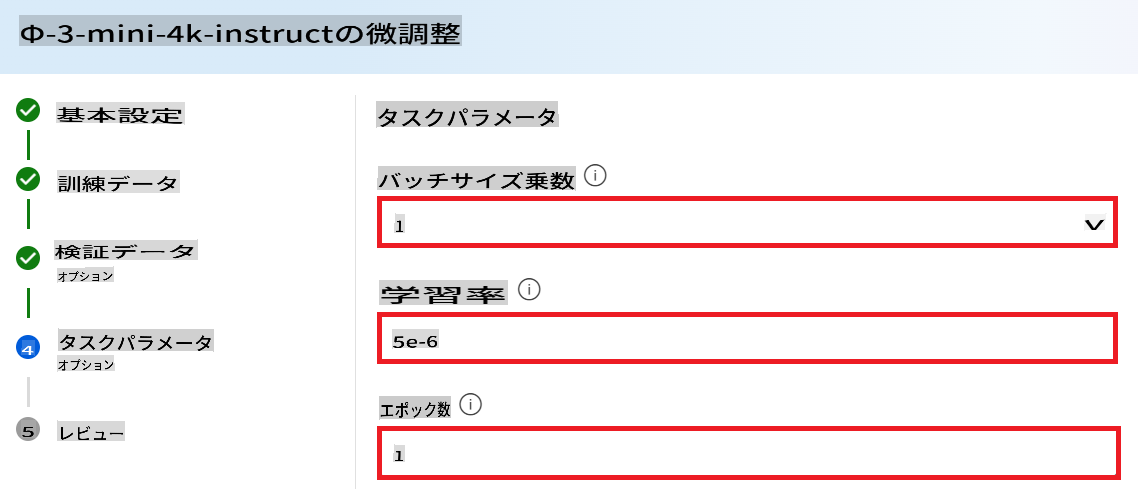 Φ-3-mini-4k-instructの微調整
基本設定
訓練データ
検証データ
オプション
4
タスクパラメータ
オプション
5
レビュー
タスクパラメータ
バッチサイズ乗数
1
学習率
5e-6
エポック数
1